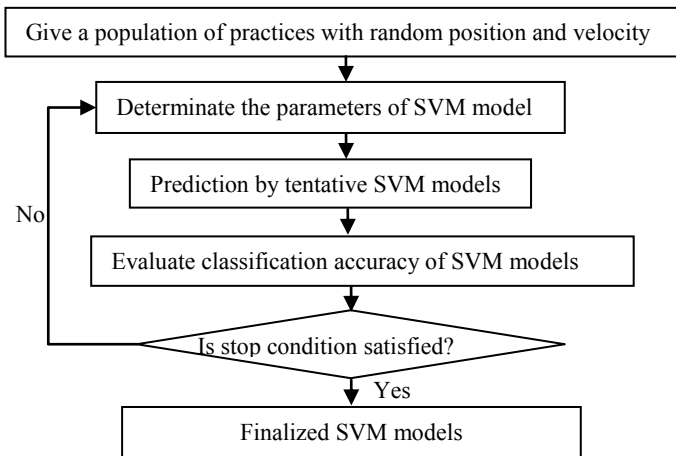 Give a population of practices with random position and velocity
Determinate the parameters of SVM model
Prediction by tentative SVM models
No
Evaluate classification accuracy of SVM models
Is stop condition satisfied?
Yes
Finalized SVM models